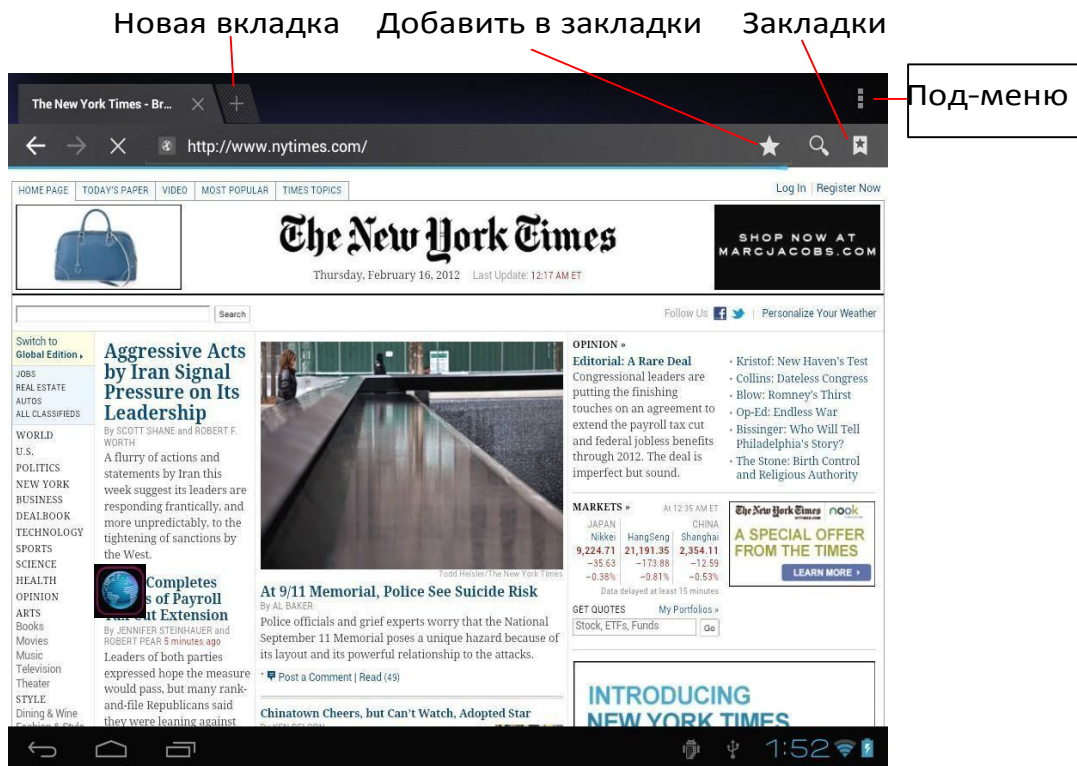 Новая вкладка Добавить в закладки Закладки
The New York Times - Br...
Под-меню
http://www.nytimes.com/
HOME PAGE TODAY'S PAPER VIDEO MOST POPULAR TIMES TOPICS
Log In Register Now
The New York Times
Thursday, February 16, 2012 Last Update: 12:17 AM ET
SHOP NOW AT
MARCJACOBS.COM
Search
Follow Us Personalize Your Weather
Switch to
Global Edition
JOBS
REAL ESTATE
AUTOS
ALL CLASSIFIEDS
WORLD
U.S.
POLITICS
NEW YORK
BUSINESS
DEALBOOK
TECHNOLOGY
SPORTS
SCIENCE
HEALTH
OPINION
ARTS
Books
Movies
Music
Television
Theater
STYLE
Dining & Wine
Fashion & Style
Aggressive Acts
by Iran Signal
Pressure on Its
Leadership
By SCOTT SHANE and ROBERT F.
WORTH
A flurry of actions and
statements by Iran this
week suggest its leaders are
responding frantically, and
more unpredictably, to the
tightening of sanctions by
the West.
Completes
of Payroll
Cut Extension
By JENNIFER STEINHAUER and
ROBERT PEAR 5 minutes ago
Leaders of both parties
expressed hope the measure
would pass, but many rank-
and-file Republicans said
they were leaning against
Todd Heisler/The New York Times
At 9/11 Memorial, Police See Suicide Risk
By AL BAKER
Police officials and grief experts worry that the National
September 11 Memorial poses a unique hazard because of
its layout and its powerful relationship to the attacks.
Post a Comment | Read (49)
Chinatown Cheers, but Can't Watch, Adopted Star
OPINION »
Editorial: A Rare Deal
Congressional leaders are
putting the finishing
touches on an agreement to
extend the payroll tax cut
and federal jobless benefits
through 2012. The deal is
imperfect but sound.
· Kristof: New Haven's Test
· Collins: Dateless Congress
· Blow: Romney's Thirst
· Op-Ed: Endless War
· Bissinger: Who Will Tell
Philadelphia's Story?
· The Stone: Birth Control
and Religious Authority
MARKETS » At 12:35 AM ET
JAPAN CHINA
Nikkei HangSeng Shanghai
9,224.71 21,191.35 2,354.11
−35.63 −173.88 −12.59
−0.38% −0.81% −0.53%
Data delayed at least 15 minutes
GET QUOTES My Portfolios »
Stock, ETFs, Funds Go
The New York Times nook
A SPECIAL OFFER
FROM THE TIMES
LEARN MORE
INTRODUCING
NEW YORK TIMES
1:52